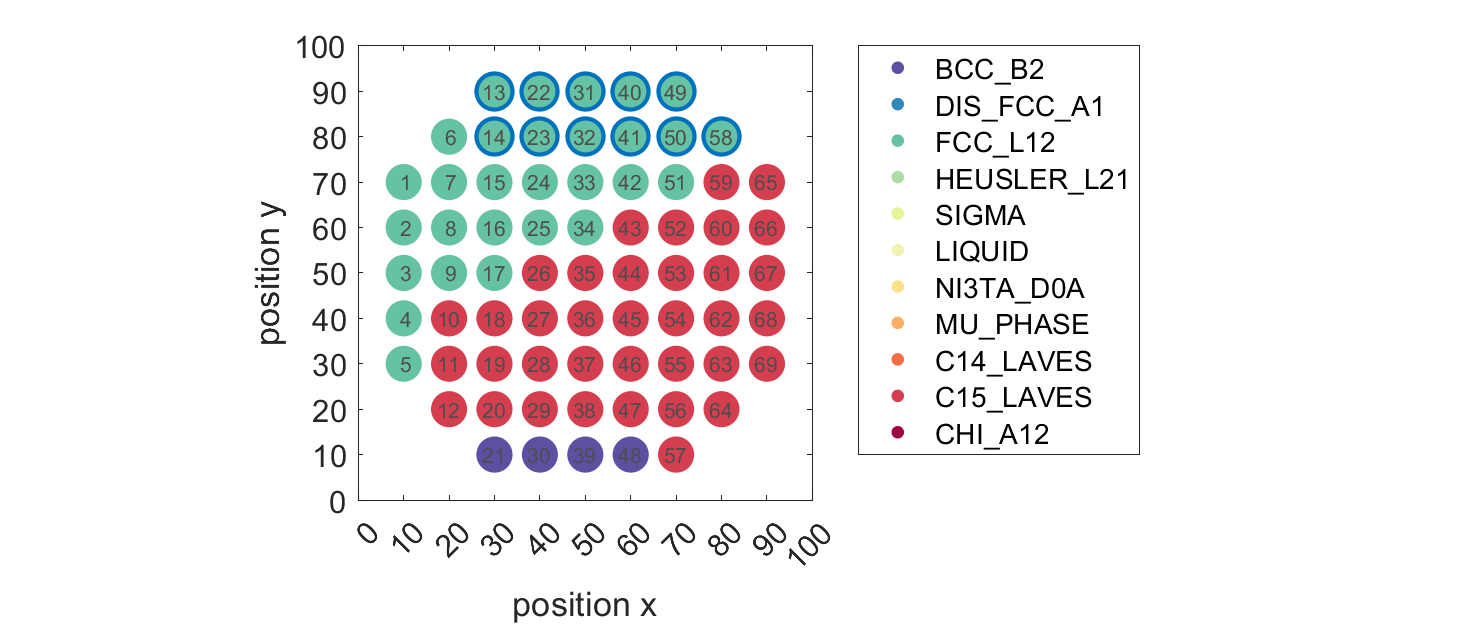 100
90
80
70
60
50
40
30
20
10
0
position y
13 22 31 40 49
6 14 23 32 41 50 58
1 7 15 24 33 42 51 59 65
2 8 16 25 34 43 52 60 66
3 9 17 26 35 44 53 61 67
4 10 18 27 36 45 54 62 68
5 11 19 28 37 46 55 63 69
12 20 29 38 47 56 64
21 30 39 48 57
0 10 20 30 40 50 60 70 80 90 100
position x
BCC_B2
DIS_FCC_A1
FCC_L12
HEUSLER_L21
SIGMA
LIQUID
NI3TA_D0A
MU_PHASE
C14_LAVES
C15_LAVES
CHI_A12